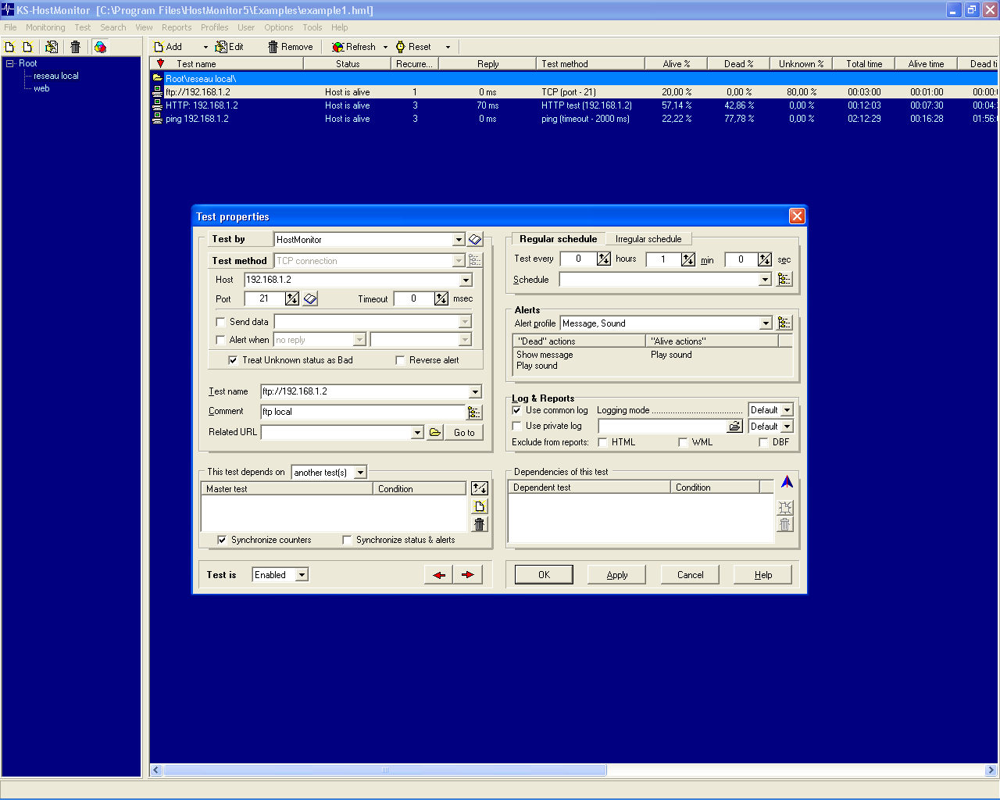 KS-HostMonitor [C:\Program Files\HostMonitor5\Examples\example1.hml]
File Monitoring Test Search View Reports Profiles User Options Tools Help
Add Edit Remove Refresh Reset
Root
reseau local
web
Test name Status Recurre... Reply Test method Alive % Dead % Unknown % Total time Alive time Dead ti
Root\reseau local\
ftp://192.168.1.2 Host is alive 1 0 ms TCP (port - 21) 20,00 % 0,00 % 80,00 % 00:03:00 00:01:00 00:00:
HTTP: 192.168.1.2 Host is alive 3 70 ms HTTP test (192.168.1.2) 57,14 % 42,86 % 0,00 % 00:12:03 00:07:30 00:04:
ping 192.168.1.2 Host is alive 3 0 ms ping (timeout - 2000 ms) 22,22 % 77,78 % 0,00 % 02:12:29 00:16:28 01:56:
Test properties
Test by HostMonitor
Test method TCP connection
Host 192.168.1.2
Port 21 Timeout 0 msec
Send data
Alert when no reply
Treat Unknown status as Bad Reverse alert
Test name ftp://192.168.1.2
Comment ftp local
Related URL Go to
This test depends on another test(s)
Master test Condition
Synchronize counters Synchronize status & alerts
Test is Enabled
Regular schedule Irregular schedule
Test every 0 hours 1 min 0 sec
Schedule
Alerts
Alert profile Message, Sound
"Dead" actions "Alive actions"
Show message Play sound
Play sound
Log & Reports
Use common log Logging mode ........................................ Default
Use private log Default
Exclude from reports: HTML WML DBF
Dependencies of this test
Dependent test Condition
OK Apply Cancel Help